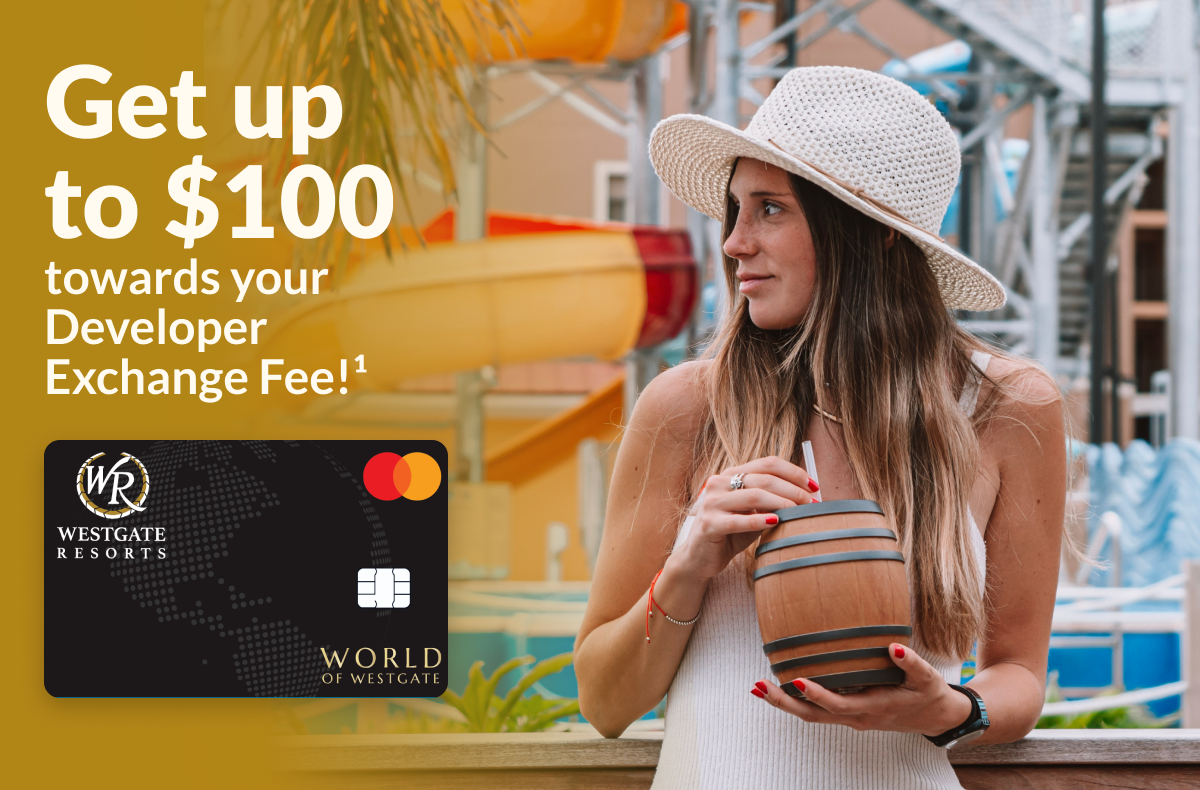 Get up
to $100
towards your
Developer
Exchange Fee!¹
WR
WESTGATE
RESORTS
WORLD
OF WESTGATE